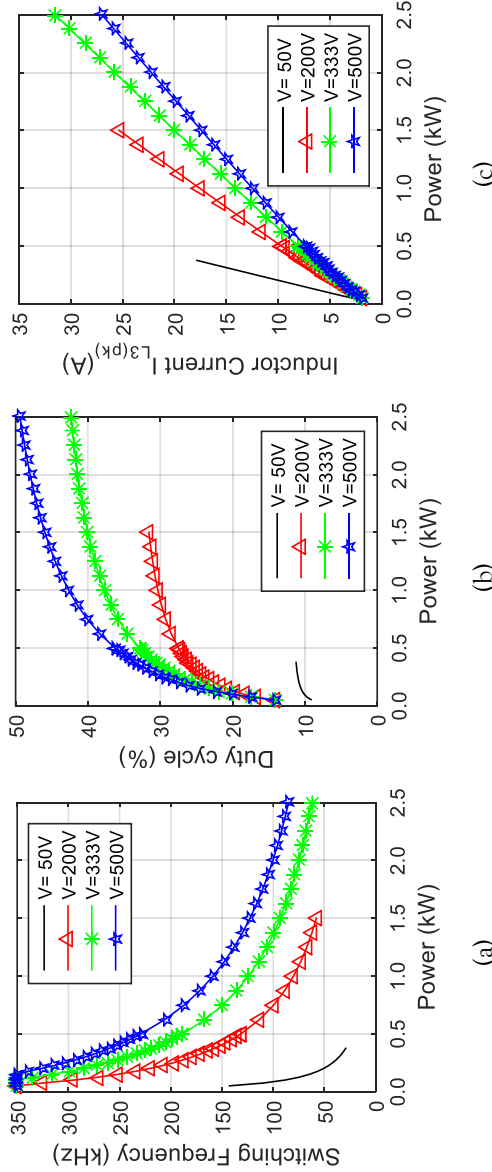 350
300
250
200
150
100
50
0
Switching Frequency (kHz)
V= 50V
V=200V
V=333V
V=500V
0.0
0.5
1.0
1.5
2.0
2.5
Power (kW)
(a)
50
40
30
20
10
0
Duty cycle (%)
V= 50V
V=200V
V=333V
V=500V
0.0
0.5
1.0
1.5
2.0
2.5
Power (kW)
(b)
35
30
25
20
15
10
5
0
Inductor Current I L3(pk) (A)
V= 50V
V=200V
V=333V
V=500V
0.0
0.5
1.0
1.5
2.0
2.5
Power (kW)
(c)